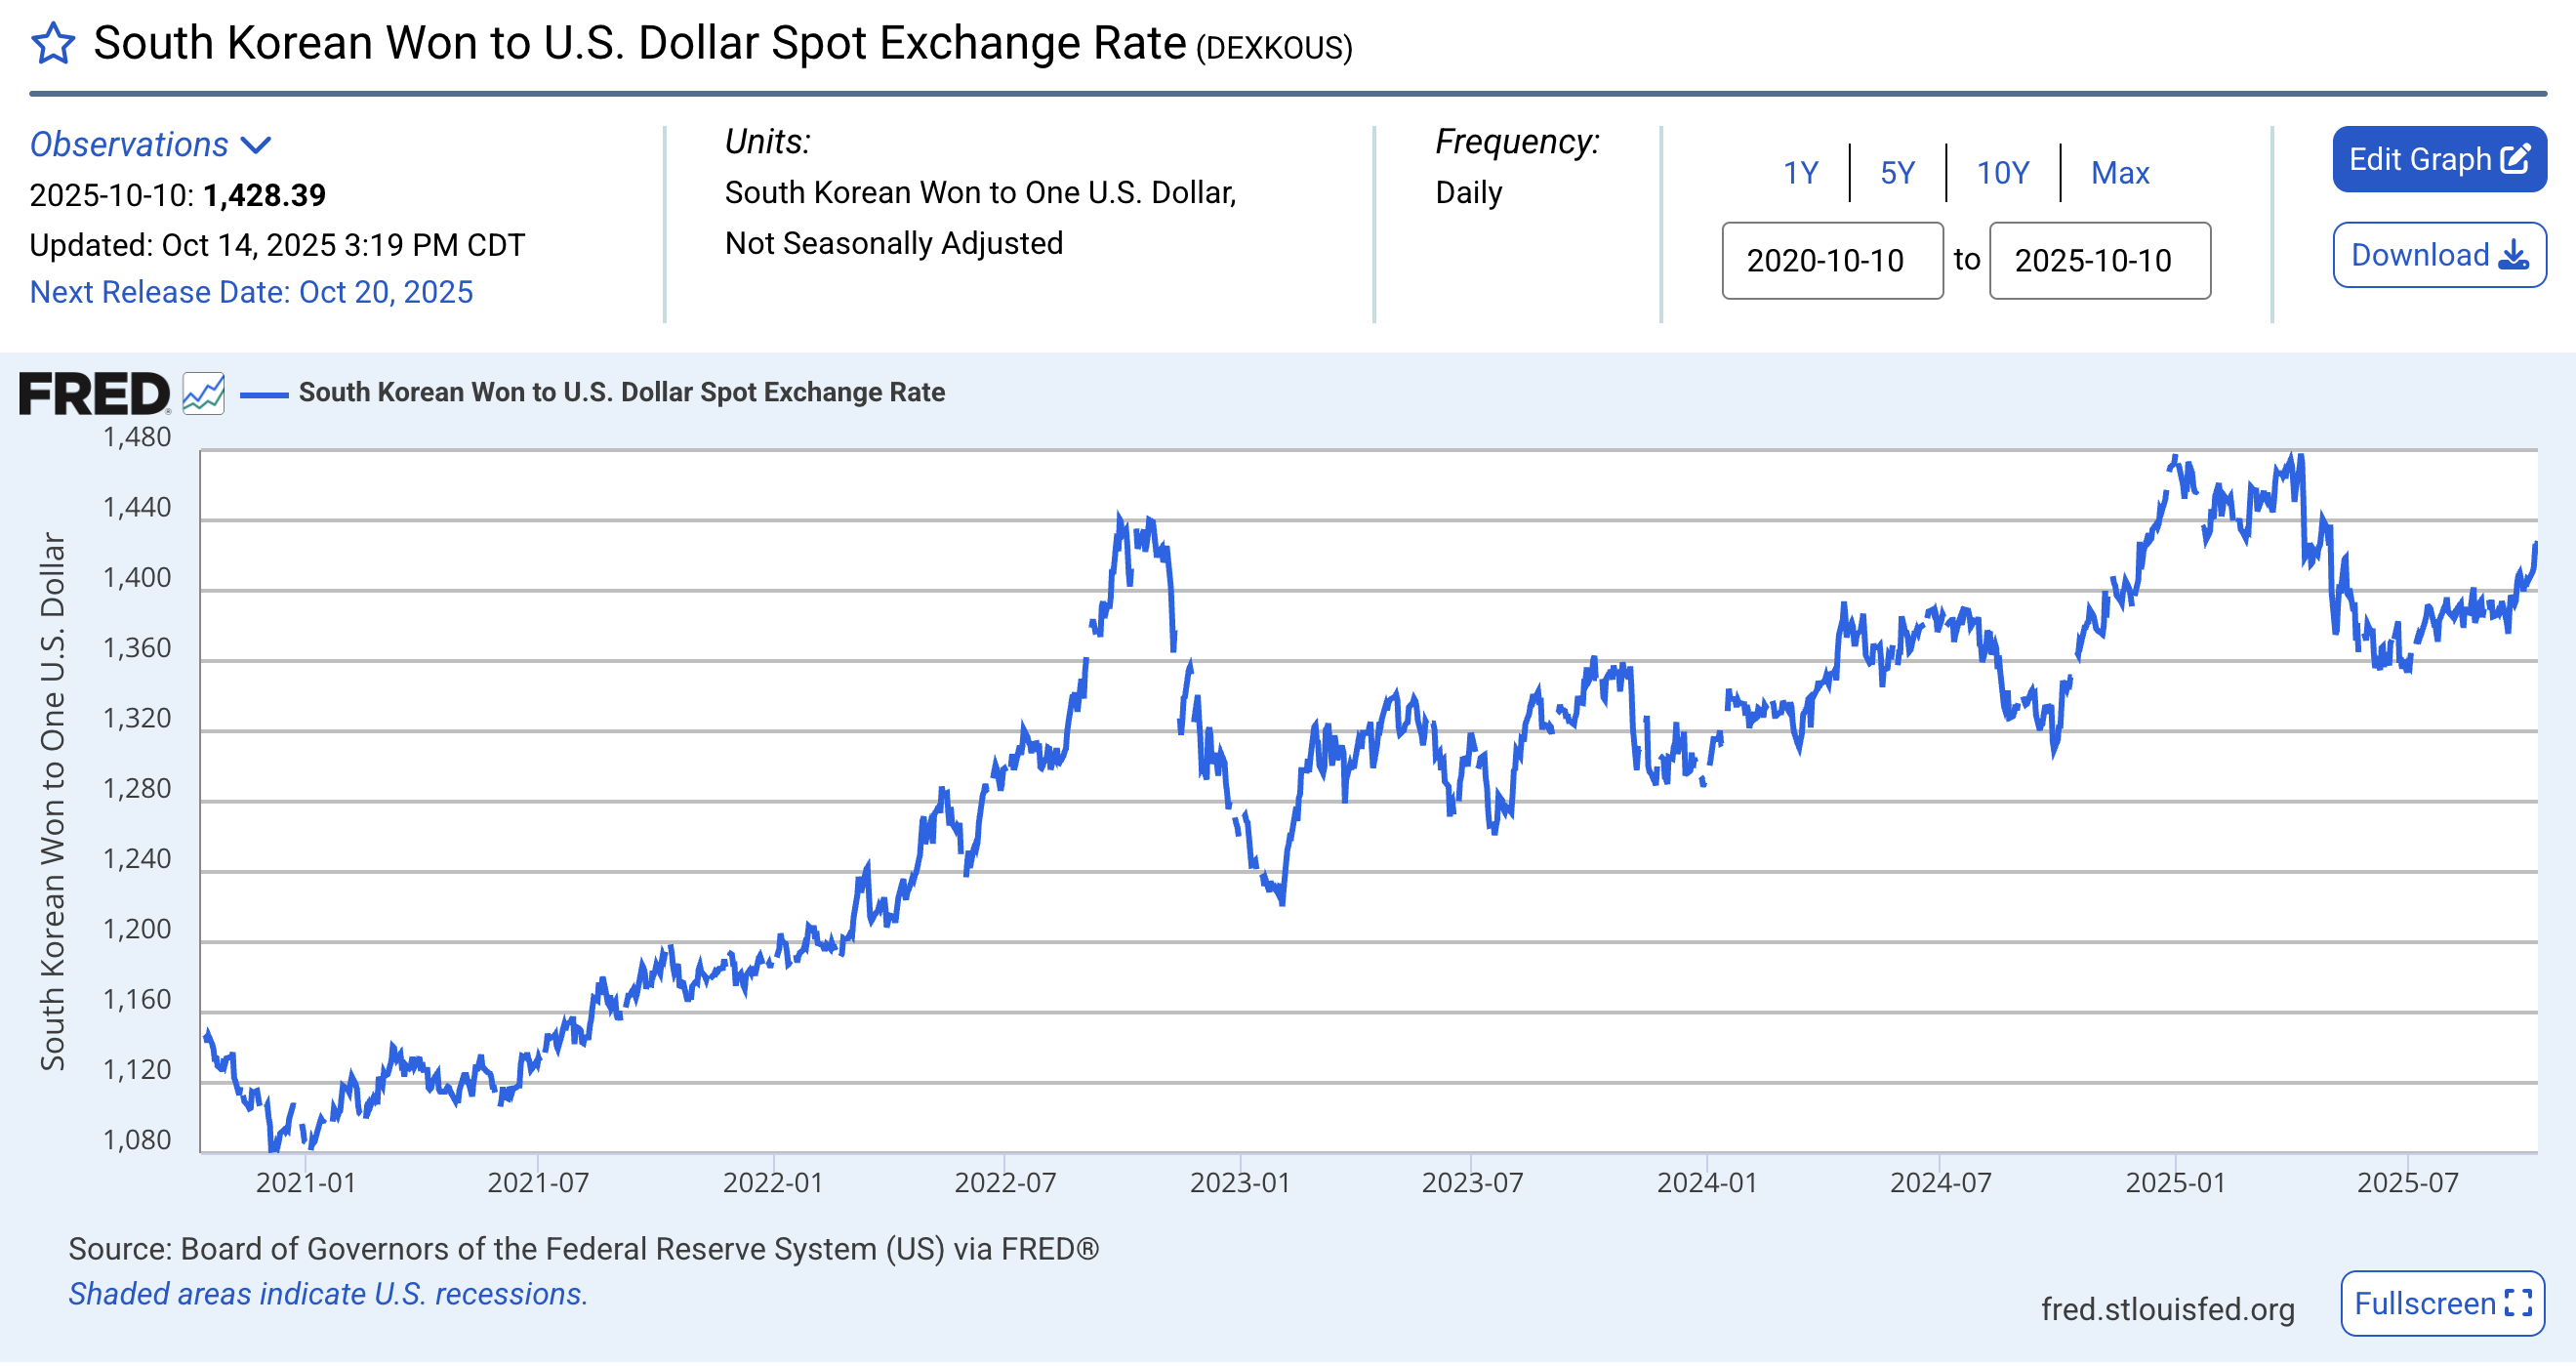 South Korean Won to U.S. Dollar Spot Exchange Rate (DEXKOUS)
Observations
2025-10-10: 1,428.39
Updated: Oct 14, 2025 3:19 PM CDT
Next Release Date: Oct 20, 2025
Units:
South Korean Won to One U.S. Dollar,
Not Seasonally Adjusted
Frequency:
Daily
1Y | 5Y | 10Y | Max
2020-10-10 to 2025-10-10
Edit Graph
Download
FRED® South Korean Won to U.S. Dollar Spot Exchange Rate
South Korean Won to One U.S. Dollar
1,480
1,440
1,400
1,360
1,320
1,280
1,240
1,200
1,160
1,120
1,080
2021-01 2021-07 2022-01 2022-07 2023-01 2023-07 2024-01 2024-07 2025-01 2025-07
Source: Board of Governors of the Federal Reserve System (US) via FRED®
Shaded areas indicate U.S. recessions.
fred.stlouisfed.org
Fullscreen